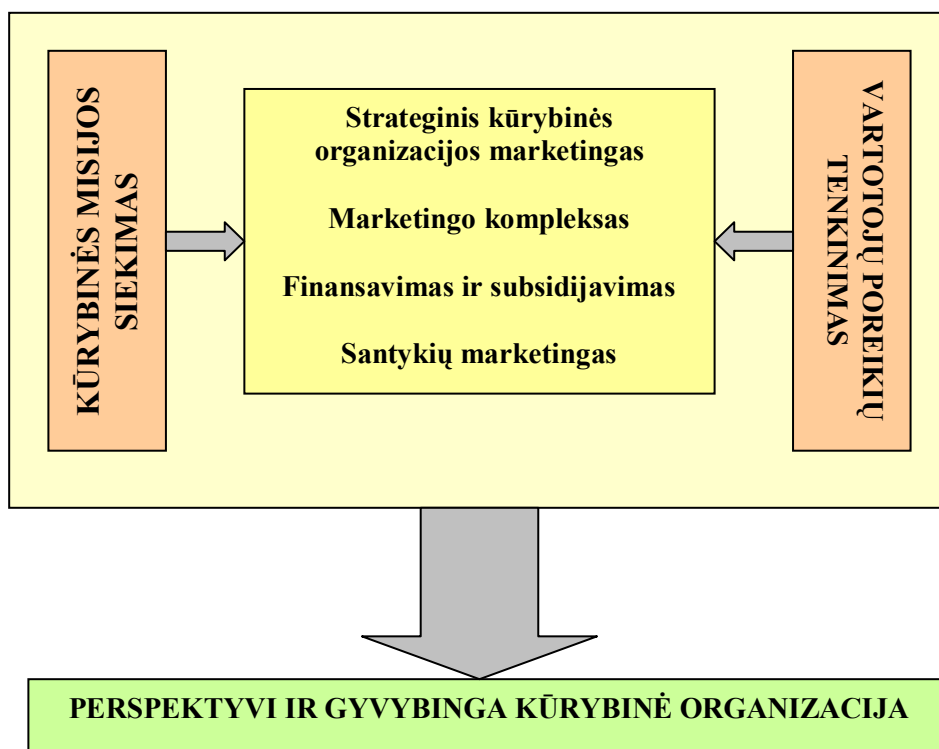 KŪRYBINĖS MISIJOS
SIEKIMAS
Strateginis kūrybinės
organizacijos marketingas
Marketingo kompleksas
Finansavimas ir subsidijavimas
Santykių marketingas
VARTOTOJŲ POREIKIŲ
TENKINIMAS
PERSPEKTYVI IR GYVYBINGA KŪRYBINĖ ORGANIZACIJA